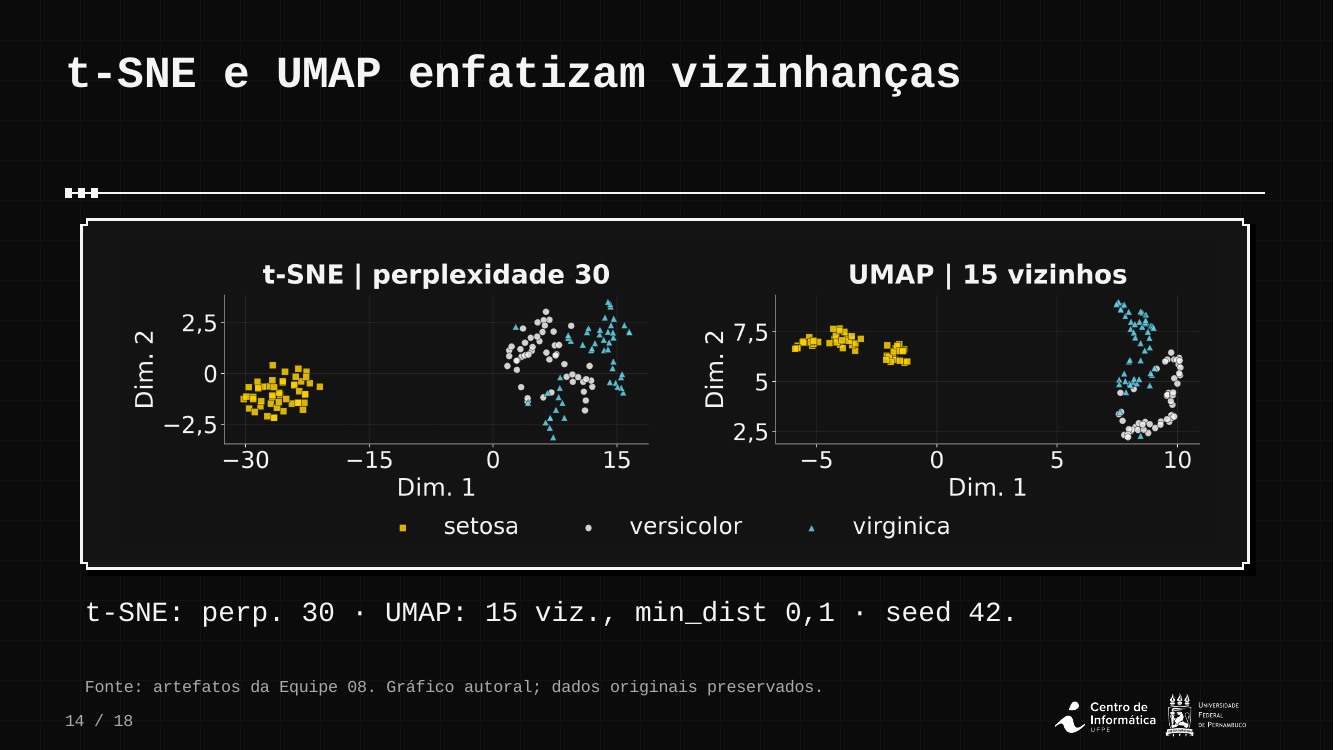 t-SNE e UMAP enfatizam vizinhanças
t-SNE | perplexidade 30
UMAP | 15 vizinhos
Dim. 2
2,5
0
−2,5
−30
−15
0
15
Dim. 1
Dim. 2
7,5
5
2,5
−5
0
5
10
Dim. 1
setosa
versicolor
virginica
t-SNE: perp. 30 · UMAP: 15 viz., min_dist 0,1 · seed 42.
Fonte: artefatos da Equipe 08. Gráfico autoral; dados originais preservados.
14 / 18
Centro de
Informática
UFPE
Universidade
Federal
de Pernambuco